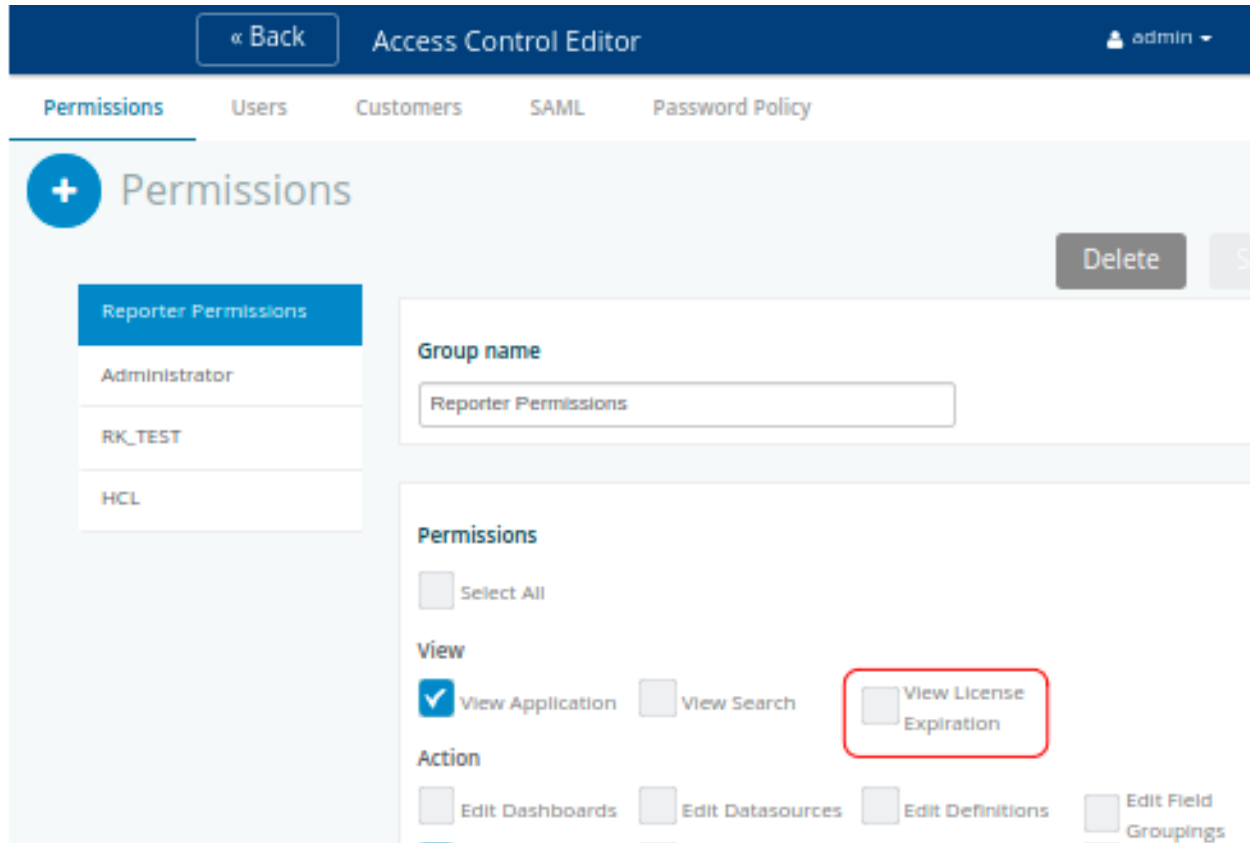 « Back
Access Control Editor
admin
Permissions
Users
Customers
SAML
Password Policy
Permissions
Delete
Reporter Permissions
Administrator
RK_TEST
HCL
Group name
Reporter Permissions
Permissions
Select All
View
View Application
View Search
View License
Expiration
Action
Edit Dashboards
Edit Datasources
Edit Definitions
Edit Field
Groupings